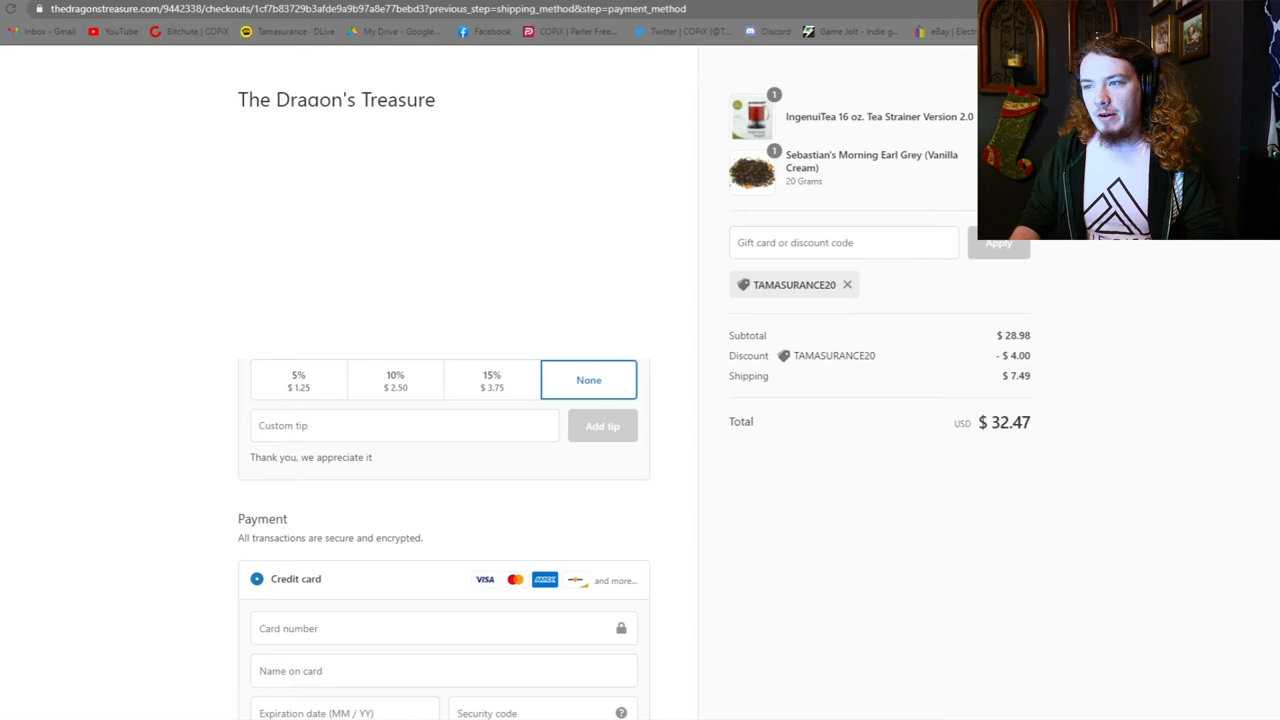 thedragonstreasure.com/9442338/checkouts/1cf7b83729b3afde9a9b97a8e77bebd3?previous_step=shipping_method&step=payment_method
Inbox - Gmail YouTube Bitchute | COPiX Tamasurance - DLive My Drive - Google... Facebook COPiX | Parler Free... Twitter | COPiX (@T... Discord Game Jolt - Indie g... eBay | Electr
The Dragon's Treasure
1
IngenuiTea 16 oz. Tea Strainer Version 2.0
1
Sebastian's Morning Earl Grey (Vanilla
Cream)
20 Grams
Gift card or discount code Apply
TAMASURANCE20
Subtotal $ 28.98
Discount TAMASURANCE20 - $ 4.00
Shipping $ 7.49
Total USD $ 32.47
5% 10% 15% None
$ 1.25 $ 2.50 $ 3.75
Custom tip Add tip
Thank you, we appreciate it
Payment
All transactions are secure and encrypted.
Credit card VISA AMEX and more...
Card number
Name on card
Expiration date (MM / YY) Security code ?